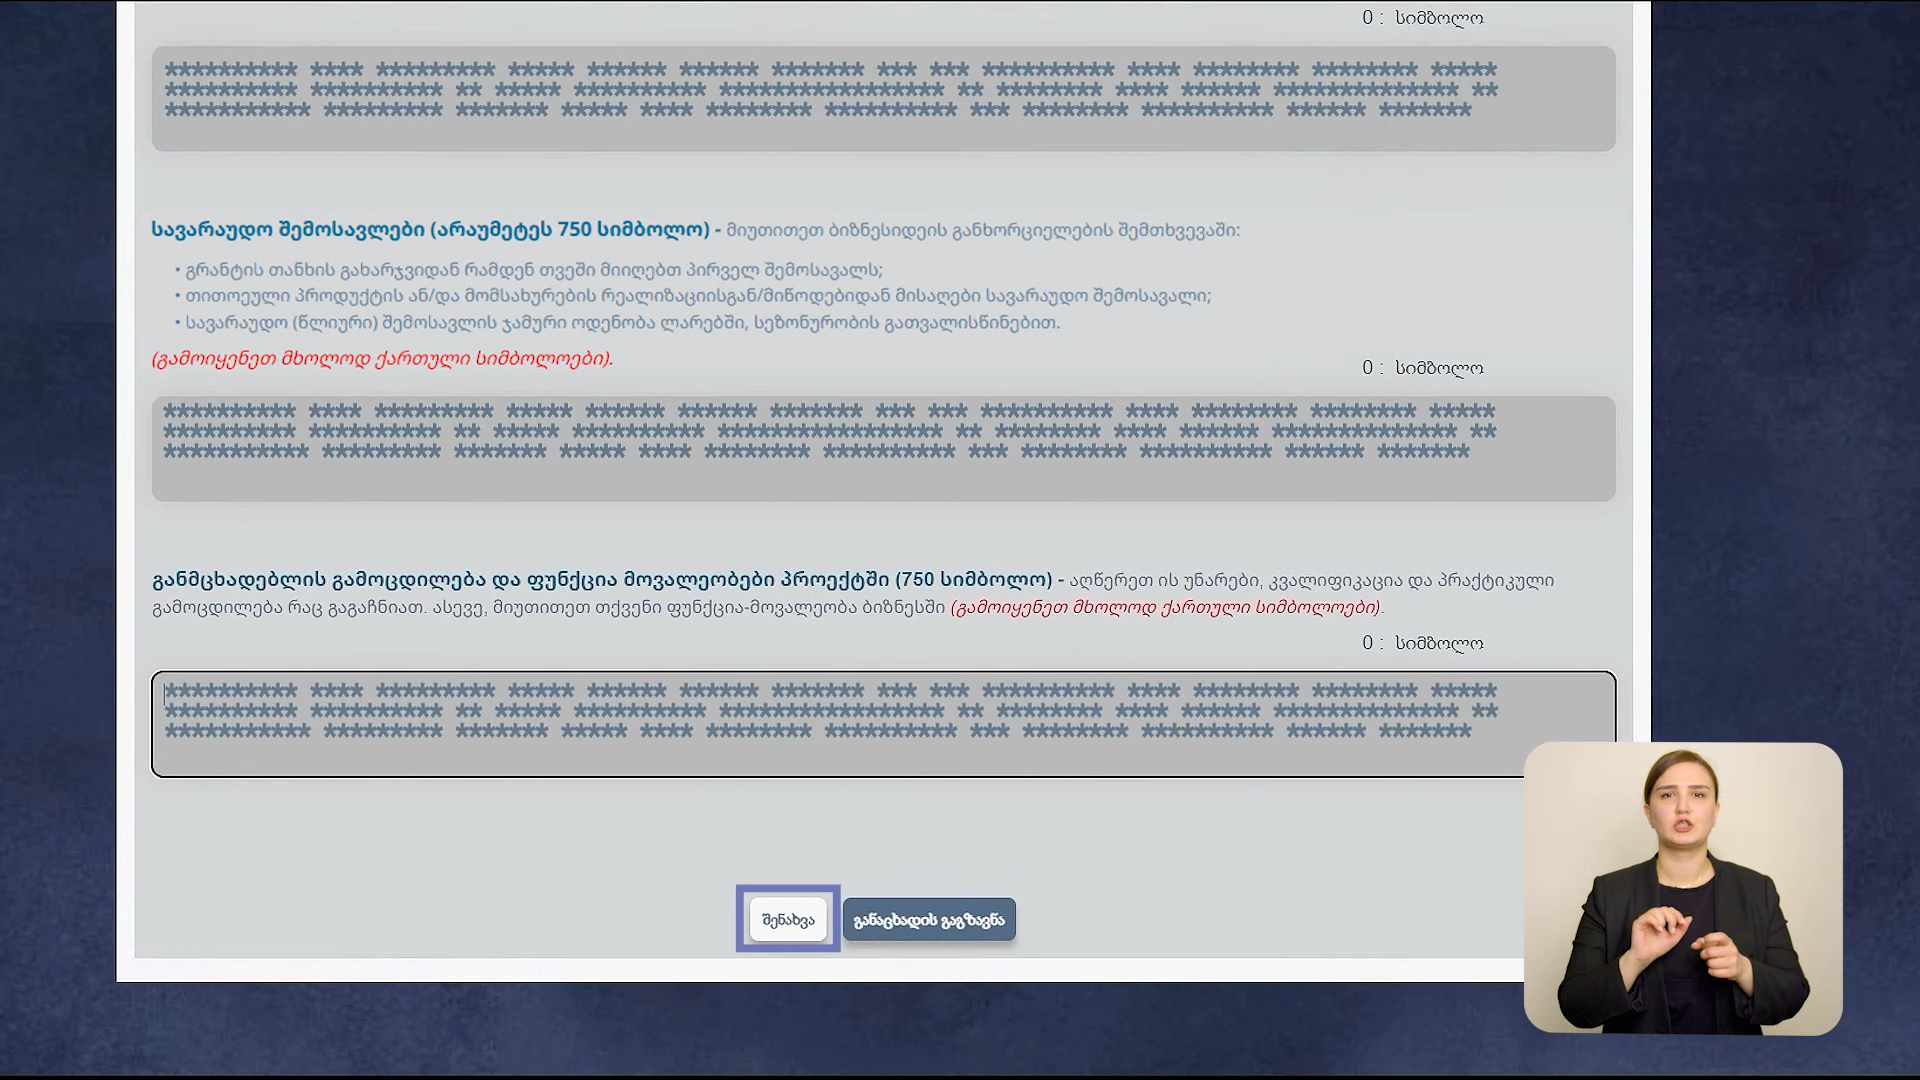 0 : სიმბოლო
********** **** ********* ***** ****** ****** ******* *** *** ********** **** ******** ******** *****
********** ********** ** ***** ********** ***************** ** ******** **** ****** ************** **
*********** ********* ******* ***** **** ******** ********** *** ******** ********** ****** *******
სავარაუდო შემოსავლები (არაუმეტეს 750 სიმბოლო) - მიუთითეთ ბიზნესიდეის განხორციელების შემთხვევაში:
• გრანტის თანხის გახარჯვიდან რამდენ თვეში მიიღებთ პირველ შემოსავალს;
• თითოეული პროდუქტის ან/და მომსახურების რეალიზაციისგან/მიწოდებიდან მისაღები სავარაუდო შემოსავალი;
• სავარაუდო (წლიური) შემოსავლის ჯამური ოდენობა ლარებში, სეზონურობის გათვალისწინებით.
(გამოიყენეთ მხოლოდ ქართული სიმბოლოები).
0 : სიმბოლო
********** **** ********* ***** ****** ****** ******* *** *** ********** **** ******** ******** *****
********** ********** ** ***** ********** ***************** ** ******** **** ****** ************** **
*********** ********* ******* ***** **** ******** ********** *** ******** ********** ****** *******
განმცხადებლის გამოცდილება და ფუნქცია მოვალეობები პროექტში (750 სიმბოლო) - აღწერეთ ის უნარები, კვალიფიკაცია და პრაქტიკული
გამოცდილება რაც გაგაჩნიათ. ასევე, მიუთითეთ თქვენი ფუნქცია-მოვალეობა ბიზნესში (გამოიყენეთ მხოლოდ ქართული სიმბოლოები).
0 : სიმბოლო
********** **** ********* ***** ****** ****** ******* *** *** ********** **** ******** ******** *****
********** ********** ** ***** ********** ***************** ** ******** **** ****** ************** **
*********** ********* ******* ***** **** ******** ********** *** ******** ********** ****** *******
შენახვა
განაცხადის გაგზავნა